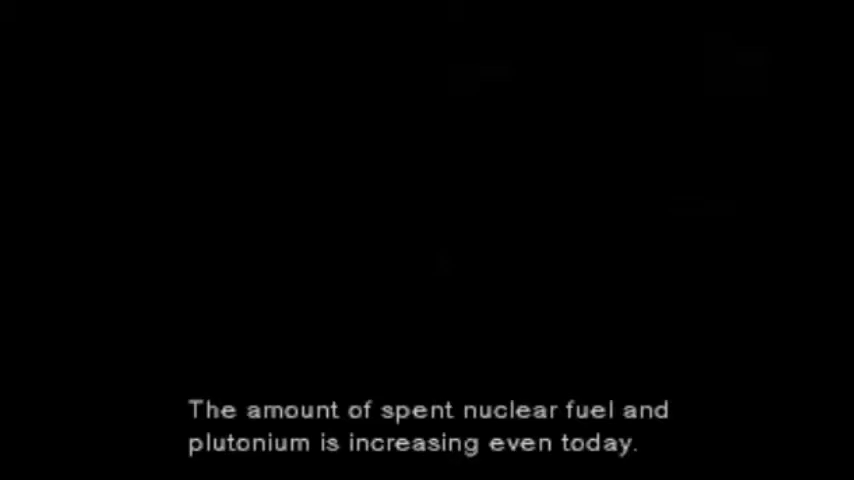 The amount of spent nuclear fuel and
plutonium is increasing even today.